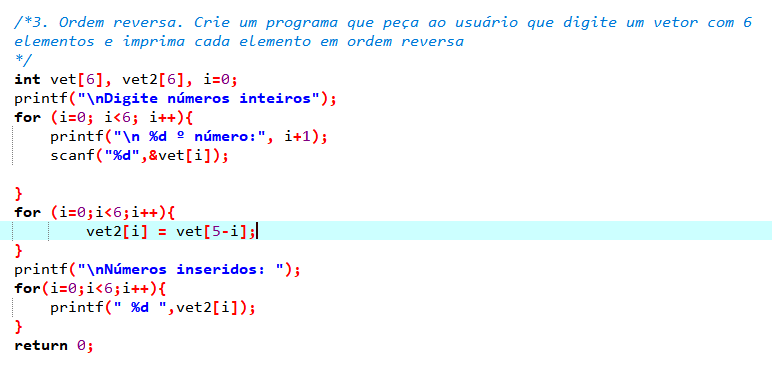 /*3. Ordem reversa. Crie um programa que peça ao usuário que digite um vetor com 6
elementos e imprima cada elemento em ordem reversa
*/
int vet[6], vet2[6], i=0;
printf("\nDigite números inteiros");
for (i=0; i<6; i++){
    printf("\n %d º número:", i+1);
    scanf("%d",&vet[i]);
}
for (i=0;i<6;i++){
        vet2[i] = vet[5-i];
}
printf("\nNúmeros inseridos: ");
for(i=0;i<6;i++){
    printf(" %d ",vet2[i]);
}
return 0;